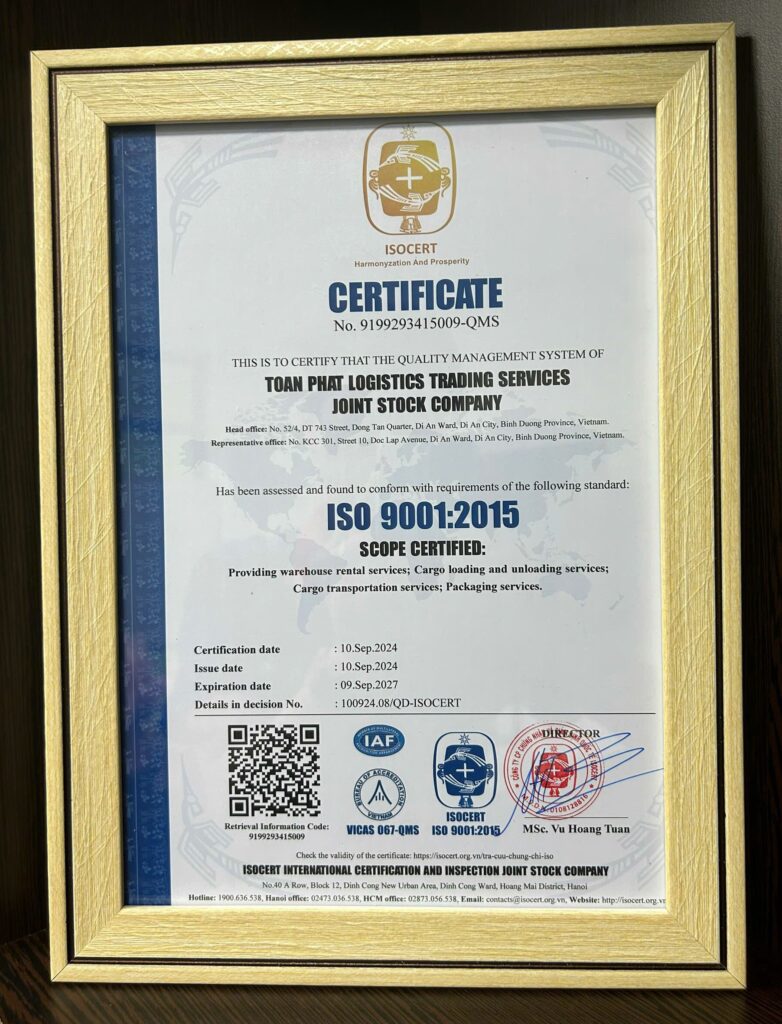 ISOCERT
Harmonyzation And Prosperity
CERTIFICATE
No. 9199293415009-QMS
THIS IS TO CERTIFY THAT THE QUALITY MANAGEMENT SYSTEM OF
TOAN PHAT LOGISTICS TRADING SERVICES
JOINT STOCK COMPANY
Head office: No. 52/4, DT 743 Street, Dong Tan Quarter, Di An Ward, Di An City, Binh Duong Province, Vietnam.
Representative office: No. KCC 301, Street 10, Doc Lap Avenue, Di An Ward, Di An City, Binh Duong Province, Vietnam.
Has been assessed and found to conform with requirements of the following standard:
ISO 9001:2015
SCOPE CERTIFIED:
Providing warehouse rental services; Cargo loading and unloading services;
Cargo transportation services; Packaging services.
Certification date : 10.Sep.2024
Issue date : 10.Sep.2024
Expiration date : 09.Sep.2027
Details in decision No. : 100924.08/QD-ISOCERT
DIRECTOR
IAF
BUREAU OF ACCREDITATION
VIETNAM
ISOCERT
VICAS 067-QMS ISO 9001:2015
Retrieval Information Code:
9199293415009
MSc. Vu Hoang Tuan
Check the validity of the certificate: https://isocert.org.vn/tra-cuu-chung-chi-iso
ISOCERT INTERNATIONAL CERTIFICATION AND INSPECTION JOINT STOCK COMPANY
No.40 A Row, Block 12, Dinh Cong New Urban Area, Dinh Cong Ward, Hoang Mai District, Hanoi
Hotline: 1900.636.538, Hanoi office: 02473.036.538, HCM office: 02873.056.538, Email: contacts@isocert.org.vn, Website: http://isocert.org.vn